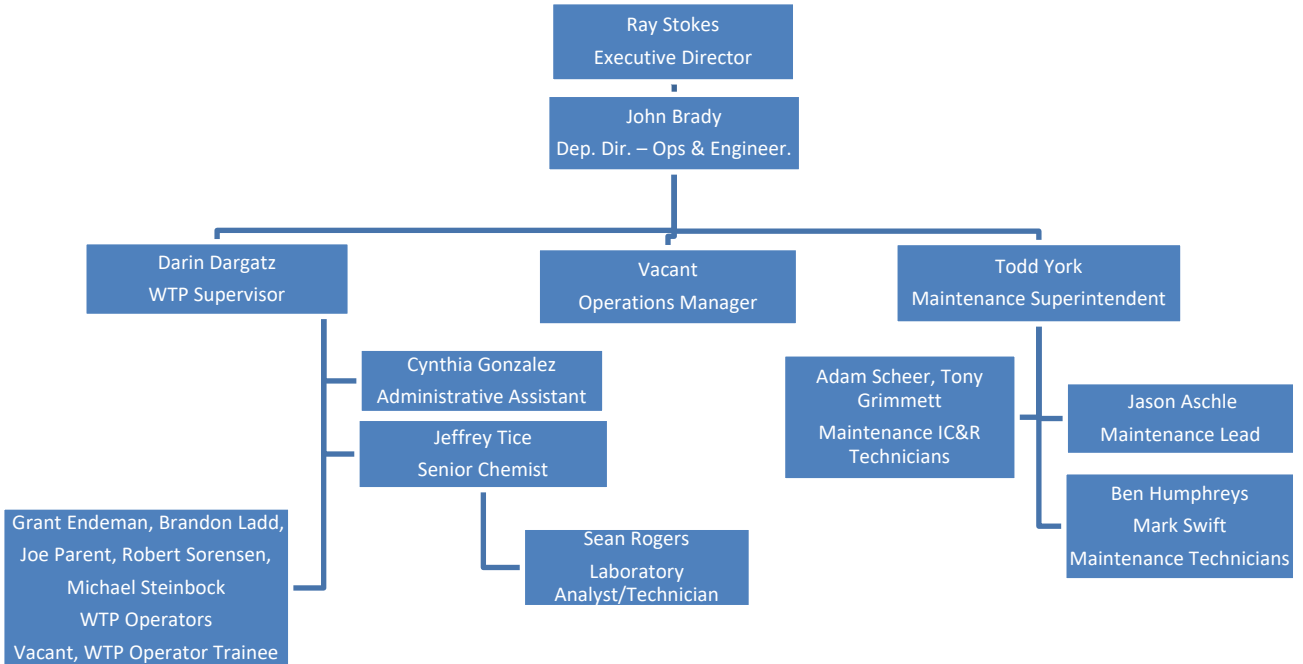 Ray Stokes
Executive Director
John Brady
Dep. Dir. – Ops & Engineer.
Darin Dargatz
WTP Supervisor
Vacant
Operations Manager
Todd York
Maintenance Superintendent
Cynthia Gonzalez
Administrative Assistant
Jeffrey Tice
Senior Chemist
Grant Endeman, Brandon Ladd,
Joe Parent, Robert Sorensen,
Michael Steinbock
WTP Operators
Vacant, WTP Operator Trainee
Sean Rogers
Laboratory
Analyst/Technician
Adam Scheer, Tony
Grimmett
Maintenance IC&R
Technicians
Jason Aschle
Maintenance Lead
Ben Humphreys
Mark Swift
Maintenance Technicians